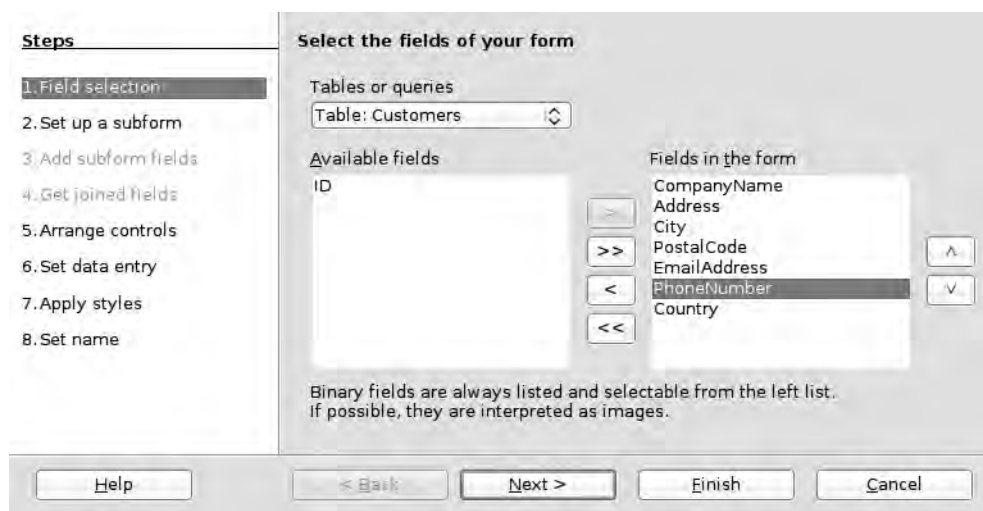 Steps
1.Field selection
2.Set up a subform
3.Add subform fields
4.Get joined fields
5.Arrange controls
6.Set data entry
7.Apply styles
8.Set name
Select the fields of your form
Tables or queries
Table: Customers
Available fields
ID
>
>>
<
<<
Fields in the form
CompanyName
Address
City
PostalCode
EmailAddress
PhoneNumber
Country
Binary fields are always listed and selectable from the left list.
If possible, they are interpreted as images.
Help
< Back
Next >
Finish
Cancel